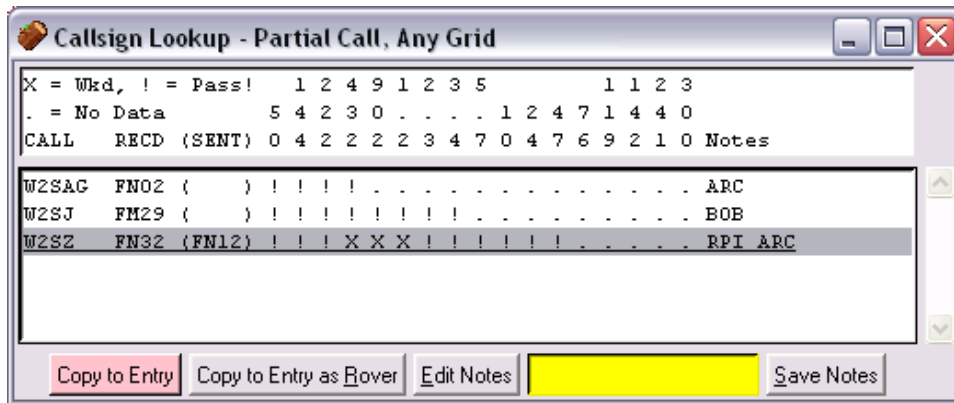 Callsign Lookup - Partial Call, Any Grid
X = Wkd, ! = Pass! 1 2 4 9 1 2 3 5 1 1 2 3
. = No Data 5 4 2 3 0 . . . . 1 2 4 7 1 4 4 0
CALL RECD (SENT) 0 4 2 2 2 2 3 4 7 0 4 7 6 9 2 1 0 Notes
W2SAG FN02 ( ) ! ! ! ! . . . . . . . . . . . . . ARC
W2SJ FM29 ( ) ! ! ! ! ! ! ! ! . . . . . . . . . BOB
W2SZ FN32 (FN12) ! ! ! X X X ! ! ! ! ! ! . . . . . RPI ARC
Copy to Entry Copy to Entry as Rover Edit Notes Save Notes